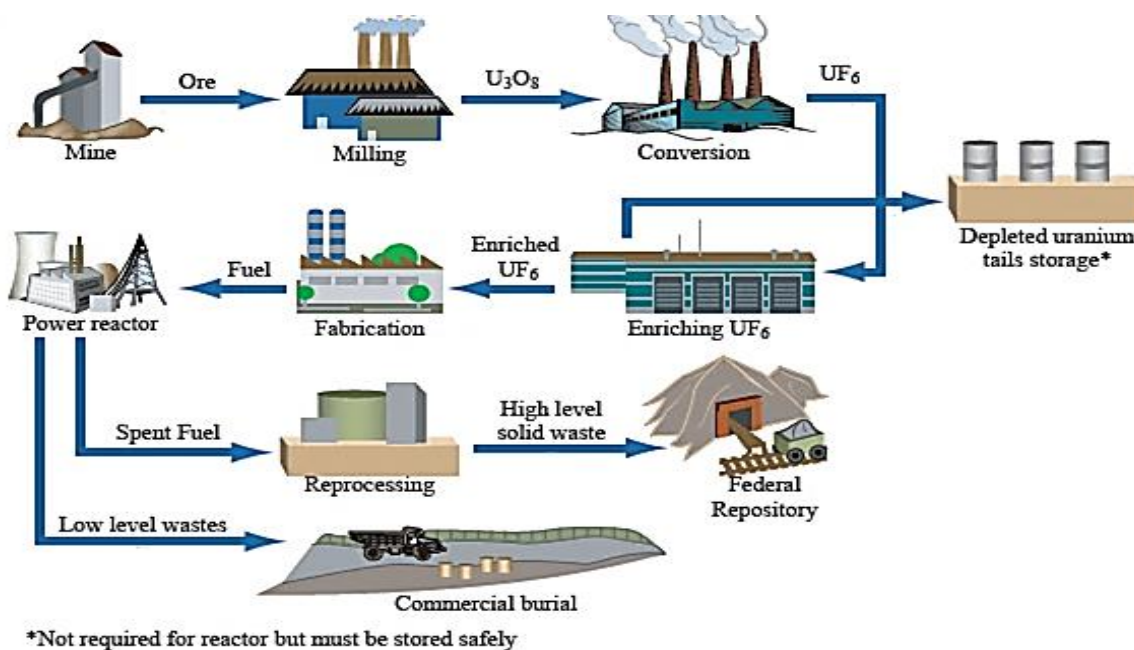 Ore
U₃O₈
UF₆
Mine
Milling
Conversion
Depleted uranium
tails storage*
Enriched
UF₆
Fuel
Power reactor
Fabrication
Enriching UF₆
High level
solid waste
Spent Fuel
Reprocessing
Federal
Repository
Low level wastes
Commercial burial
*Not required for reactor but must be stored safely